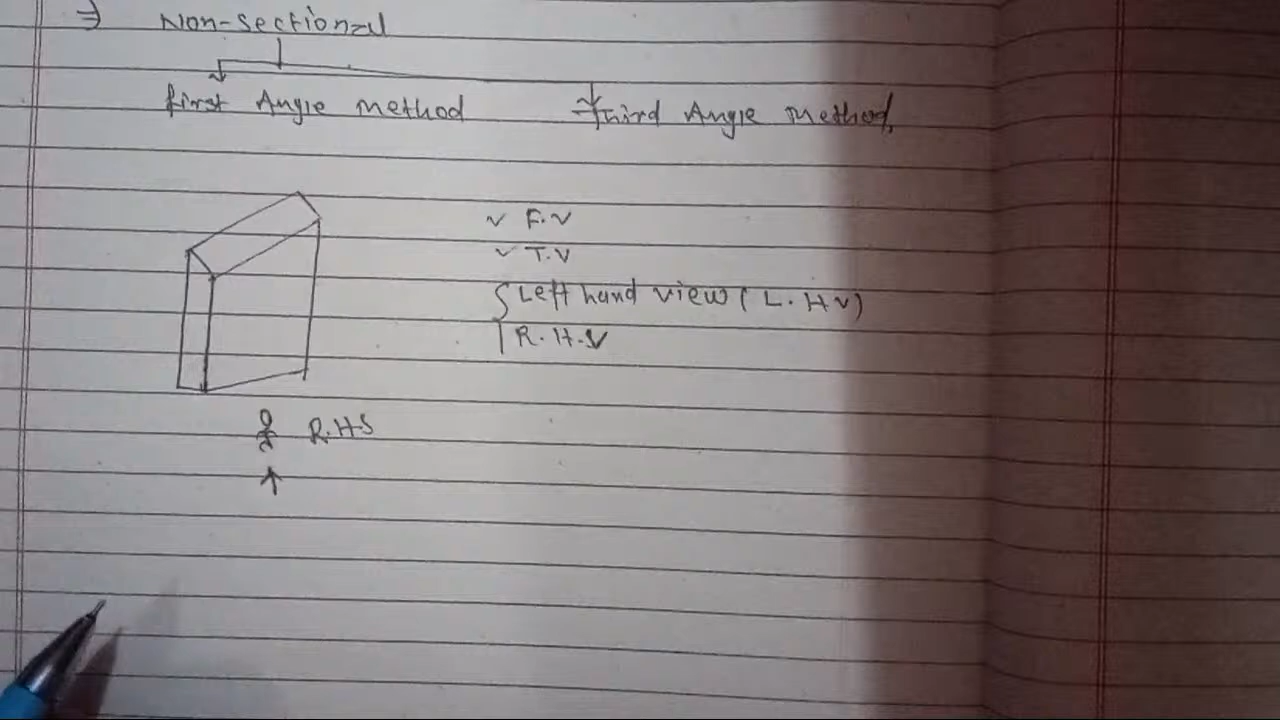 ⇒ Non-sectional
first Angle method Third Angle method,
✓ F.V
✓ T.V
Left hand view (L.H.V)
R.H.V
R.H.S